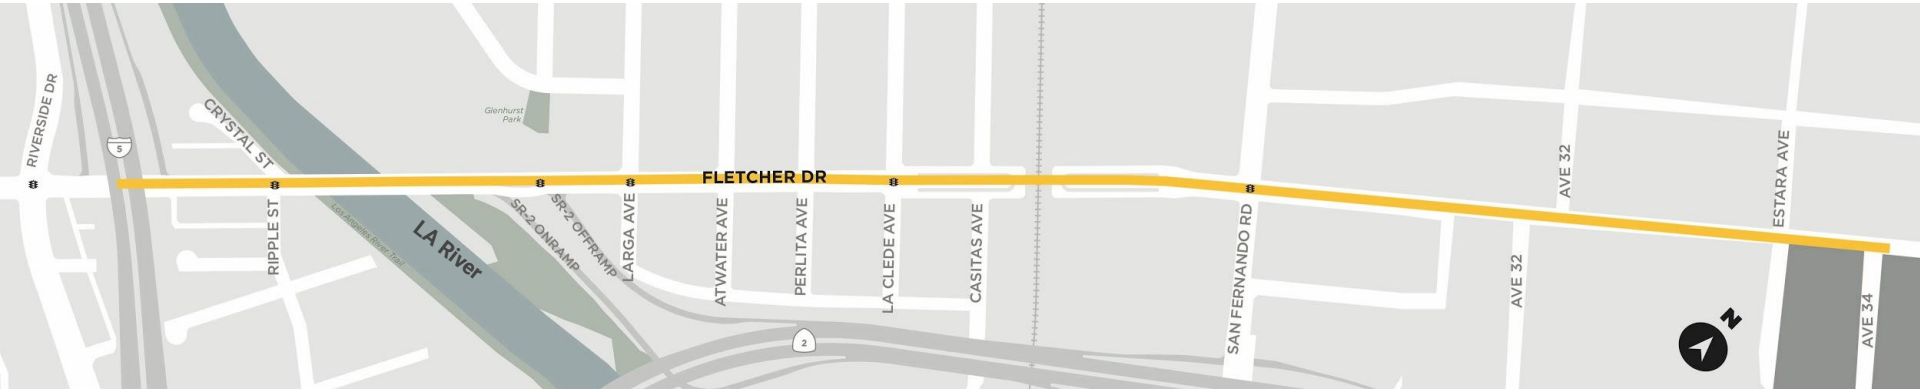 RIVERSIDE DR
5
CRYSTAL ST
RIPPLE ST
Los Angeles River Trail
LA River
Glenhurst
Park
SR-2 ONRAMP
SR-2 OFFRAMP
LARGA AVE
FLETCHER DR
ATWATER AVE
PERLITA AVE
2
LA CLEDE AVE
CASITAS AVE
SAN FERNANDO RD
AVE 32
AVE 32
ESTARA AVE
AVE 34
N